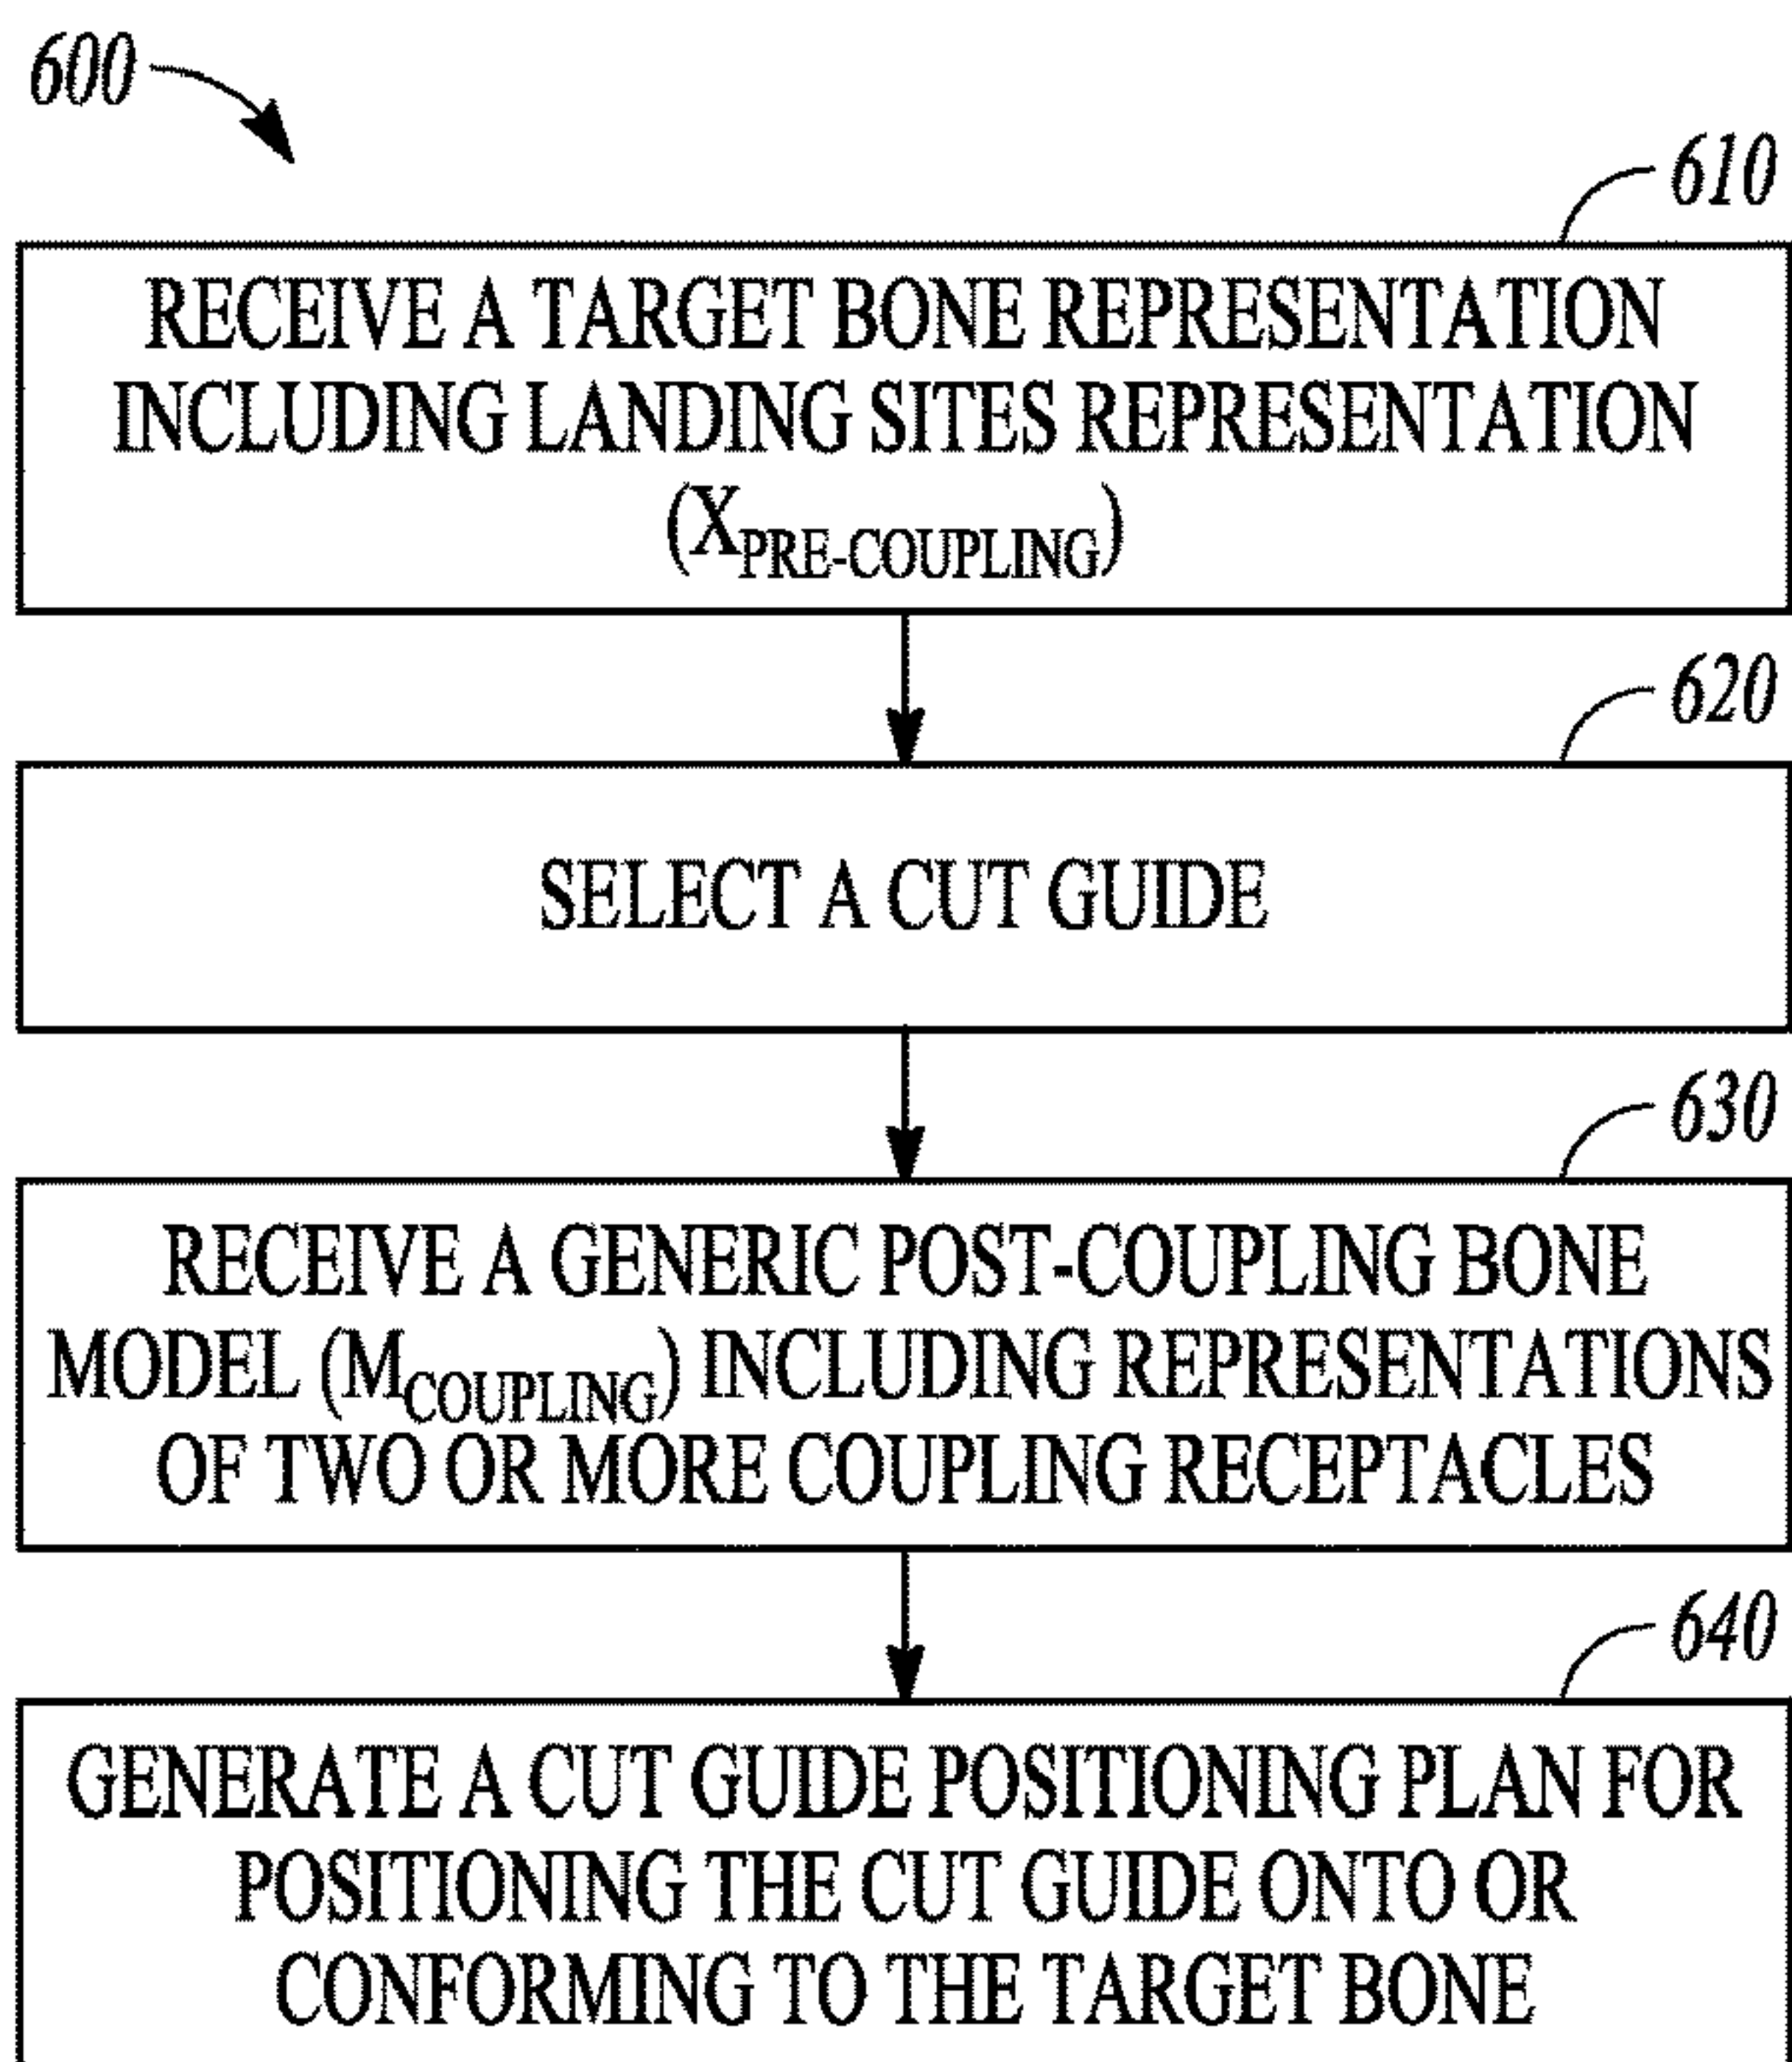 600
610
RECEIVE A TARGET BONE REPRESENTATION
INCLUDING LANDING SITES REPRESENTATION
(XPRE-COUPLING)
620
SELECT A CUT GUIDE
630
RECEIVE A GENERIC POST-COUPLING BONE
MODEL (MCOUPLING) INCLUDING REPRESENTATIONS
OF TWO OR MORE COUPLING RECEPTACLES
640
GENERATE A CUT GUIDE POSITIONING PLAN FOR
POSITIONING THE CUT GUIDE ONTO OR
CONFORMING TO THE TARGET BONE